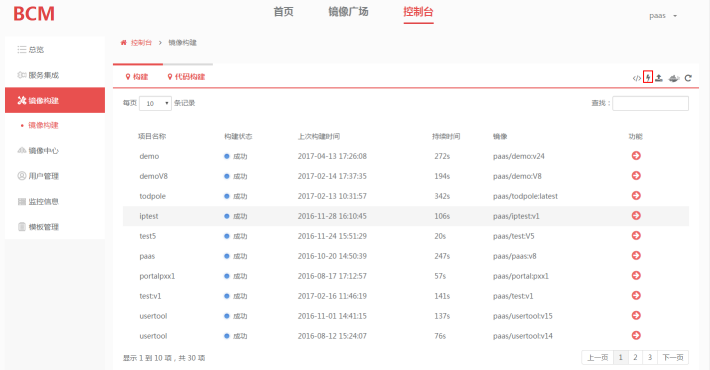 BCM
首页 镜像广场 控制台
paas
总览
服务集成
镜像构建
镜像构建
镜像中心
用户管理
监控信息
模板管理
控制台 > 镜像构建
构建 代码构建
每页 10 条记录 查找：
项目名称 构建状态 上次构建时间 持续时间 镜像 功能
demo 成功 2017-04-13 17:26:08 272s paas/demo:v24
demoV8 成功 2017-02-14 17:37:35 194s paas/demo:V8
todpole 成功 2017-02-13 10:31:57 342s paas/todpole:latest
iptest 成功 2016-11-28 16:10:45 106s paas/iptest:v1
test5 成功 2016-11-24 15:51:29 20s paas/test:V5
paas 成功 2016-10-20 14:50:39 247s paas/paas:v8
portalpxx1 成功 2016-08-17 17:12:57 57s paas/portal:pxx1
test:v1 成功 2017-02-16 11:46:19 141s paas/test:v1
usertool 成功 2016-11-01 14:41:15 137s paas/usertool:v15
usertool 成功 2016-08-12 15:24:07 76s paas/usertool:v14
显示 1 到 10 项，共 30 项
上一页 1 2 3 下一页